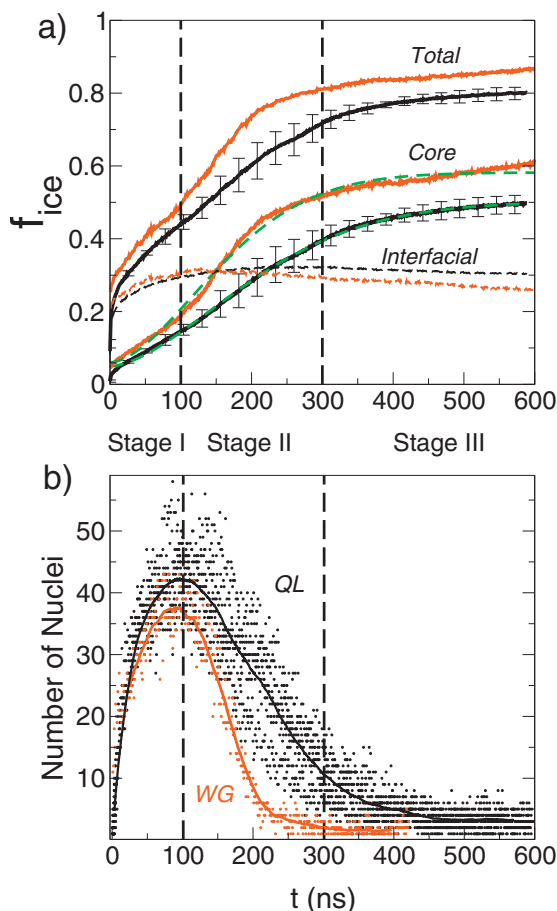 a)
1
0.8
0.6
0.4
0.2
0
f_ice
Total
Core
Interfacial
0 100 200 300 400 500 600
Stage I Stage II Stage III
b)
50
40
30
20
10
Number of Nuclei
QL
WG
0 100 200 300 400 500 600
t (ns)